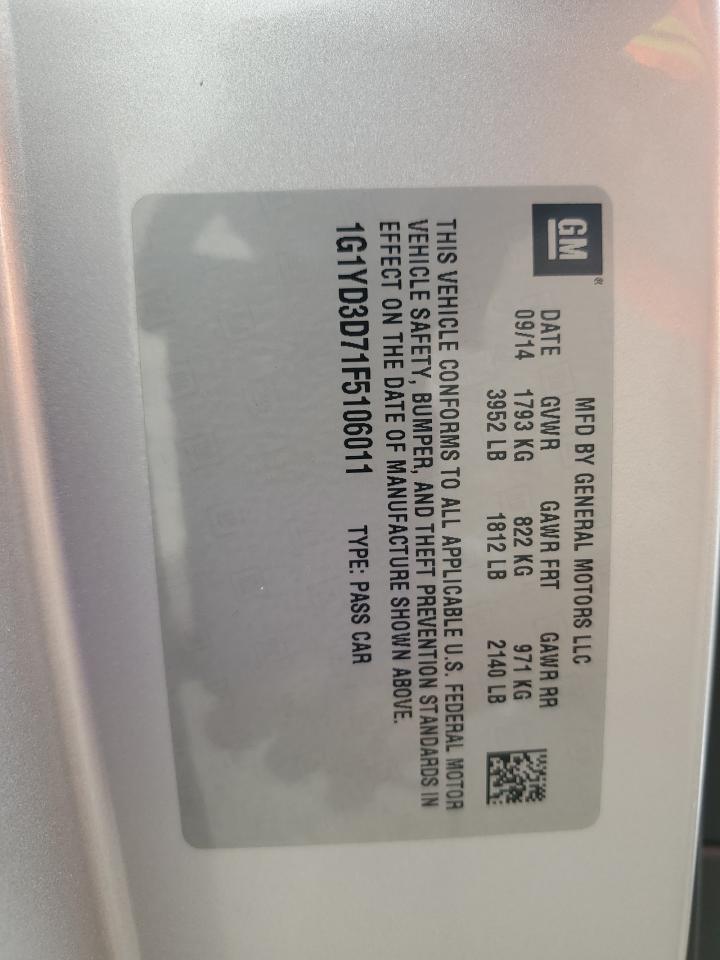 GM®
MFD BY GENERAL MOTORS LLC
DATE GVWR GAWR FRT GAWR RR
09/14 1793 KG 822 KG 971 KG
3952 LB 1812 LB 2140 LB
THIS VEHICLE CONFORMS TO ALL APPLICABLE U.S. FEDERAL MOTOR
VEHICLE SAFETY, BUMPER, AND THEFT PREVENTION STANDARDS IN
EFFECT ON THE DATE OF MANUFACTURE SHOWN ABOVE.
1G1YD3D71F5106011 TYPE: PASS CAR